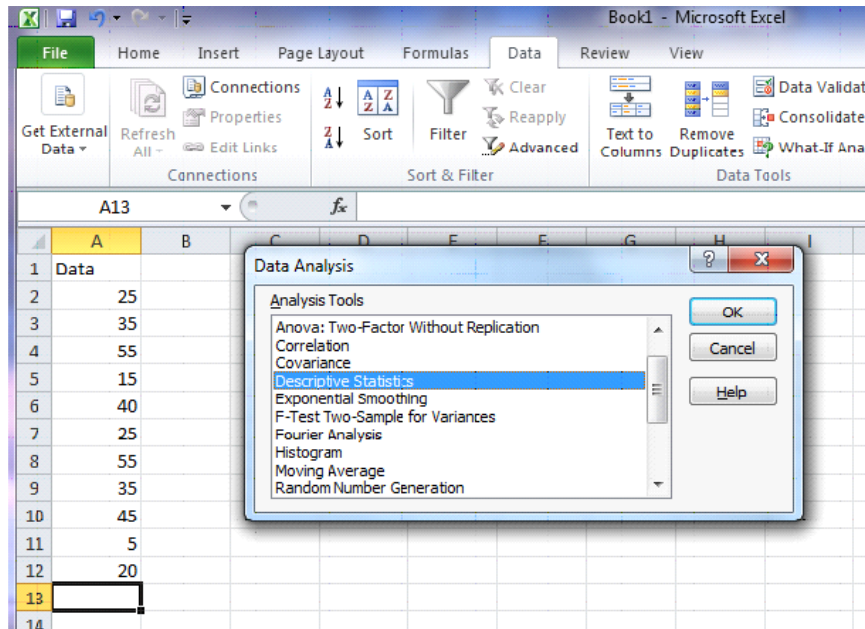 Book1 - Microsoft Excel
File Home Insert Page Layout Formulas Data Review View
Get External Data
Refresh All
Connections
Properties
Edit Links
Connections
Sort
Filter
Clear
Reapply
Advanced
Sort & Filter
Text to Columns
Remove Duplicates
Data Validat
Consolidate
What-If Ana
Data Tools
A13
fx
A B C D E F G H I
1 Data
2 25
3 35
4 55
5 15
6 40
7 25
8 55
9 35
10 45
11 5
12 20
13
14
Data Analysis
Analysis Tools
Anova: Two-Factor Without Replication
Correlation
Covariance
Descriptive Statistics
Exponential Smoothing
F-Test Two-Sample for Variances
Fourier Analysis
Histogram
Moving Average
Random Number Generation
OK
Cancel
Help